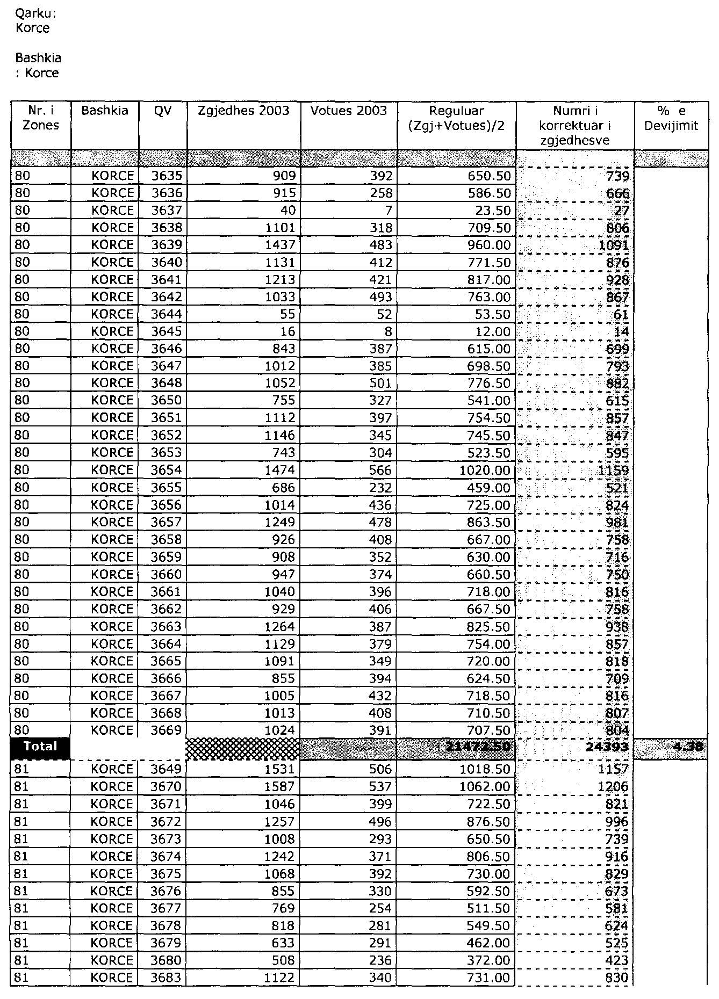 Qarku:
Korce
Bashkia
: Korce
Nr. i Zones Bashkia QV Zgjedhes 2003 Votues 2003 Reguluar (Zgj+Votues)/2 Numri i korrektuar i zgjedhesve % e Devijimit
80 KORCE 3635 909 392 650.50 739
80 KORCE 3636 915 258 586.50 666
80 KORCE 3637 40 7 23.50 27
80 KORCE 3638 1101 318 709.50 806
80 KORCE 3639 1437 483 960.00 1091
80 KORCE 3640 1131 412 771.50 876
80 KORCE 3641 1213 421 817.00 928
80 KORCE 3642 1033 493 763.00 867
80 KORCE 3644 55 52 53.50 61
80 KORCE 3645 16 8 12.00 14
80 KORCE 3646 843 387 615.00 699
80 KORCE 3647 1012 385 698.50 793
80 KORCE 3648 1052 501 776.50 882
80 KORCE 3650 755 327 541.00 615
80 KORCE 3651 1112 397 754.50 857
80 KORCE 3652 1146 345 745.50 847
80 KORCE 3653 743 304 523.50 595
80 KORCE 3654 1474 566 1020.00 1159
80 KORCE 3655 686 232 459.00 521
80 KORCE 3656 1014 436 725.00 824
80 KORCE 3657 1249 478 863.50 981
80 KORCE 3658 926 408 667.00 758
80 KORCE 3659 908 352 630.00 716
80 KORCE 3660 947 374 660.50 750
80 KORCE 3661 1040 396 718.00 816
80 KORCE 3662 929 406 667.50 758
80 KORCE 3663 1264 387 825.50 938
80 KORCE 3664 1129 379 754.00 857
80 KORCE 3665 1091 349 720.00 818
80 KORCE 3666 855 394 624.50 709
80 KORCE 3667 1005 432 718.50 816
80 KORCE 3668 1013 408 710.50 807
80 KORCE 3669 1024 391 707.50 804
Total 21472.50 24393 4.38
81 KORCE 3649 1531 506 1018.50 1157
81 KORCE 3670 1587 537 1062.00 1206
81 KORCE 3671 1046 399 722.50 821
81 KORCE 3672 1257 496 876.50 996
81 KORCE 3673 1008 293 650.50 739
81 KORCE 3674 1242 371 806.50 916
81 KORCE 3675 1068 392 730.00 829
81 KORCE 3676 855 330 592.50 673
81 KORCE 3677 769 254 511.50 581
81 KORCE 3678 818 281 549.50 624
81 KORCE 3679 633 291 462.00 525
81 KORCE 3680 508 236 372.00 423
81 KORCE 3683 1122 340 731.00 830